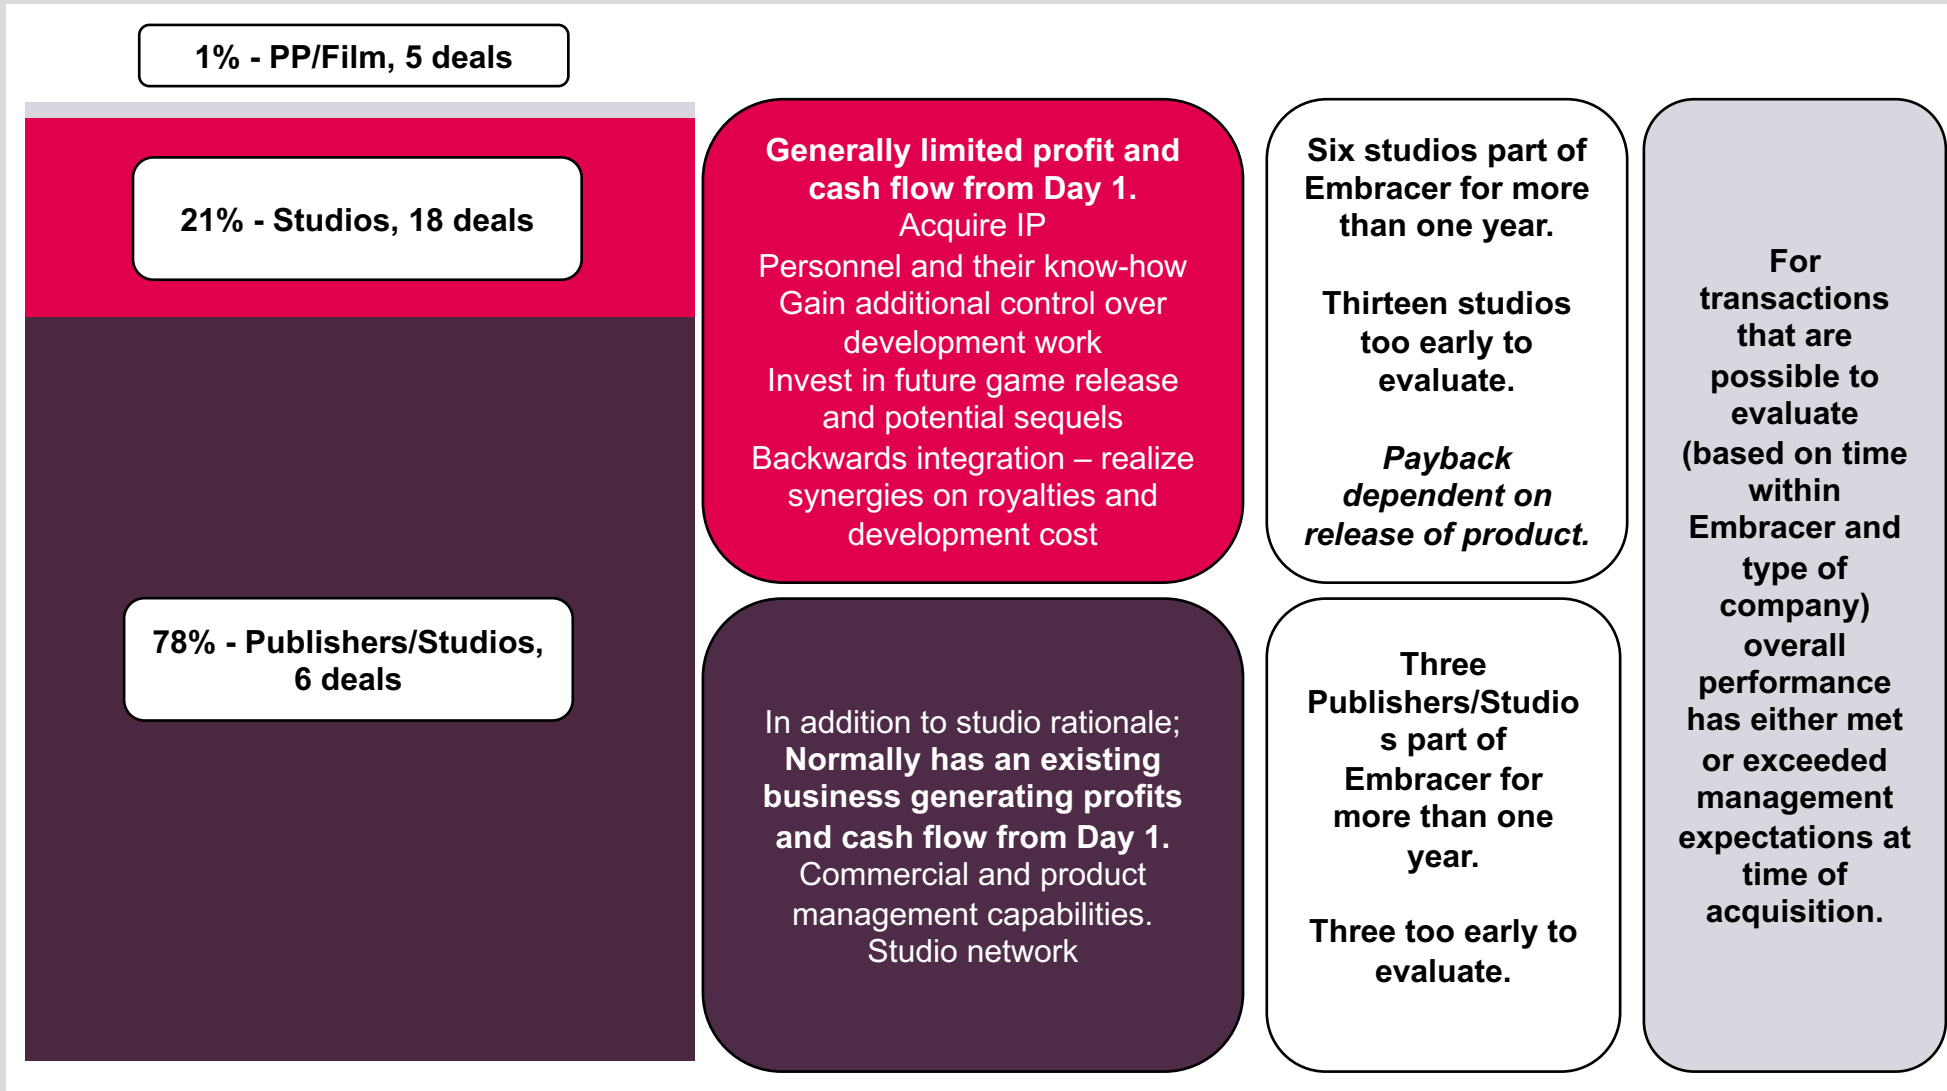 1% - PP/Film, 5 deals
21% - Studios, 18 deals
78% - Publishers/Studios,
6 deals
Generally limited profit and
cash flow from Day 1.
Acquire IP
Personnel and their know-how
Gain additional control over
development work
Invest in future game release
and potential sequels
Backwards integration – realize
synergies on royalties and
development cost
In addition to studio rationale;
Normally has an existing
business generating profits
and cash flow from Day 1.
Commercial and product
management capabilities.
Studio network
Six studios part of
Embracer for more
than one year.
Thirteen studios
too early to
evaluate.
Payback
dependent on
release of product.
Three
Publishers/Studio
s part of
Embracer for
more than one
year.
Three too early to
evaluate.
For
transactions
that are
possible to
evaluate
(based on time
within
Embracer and
type of
company)
overall
performance
has either met
or exceeded
management
expectations at
time of
acquisition.